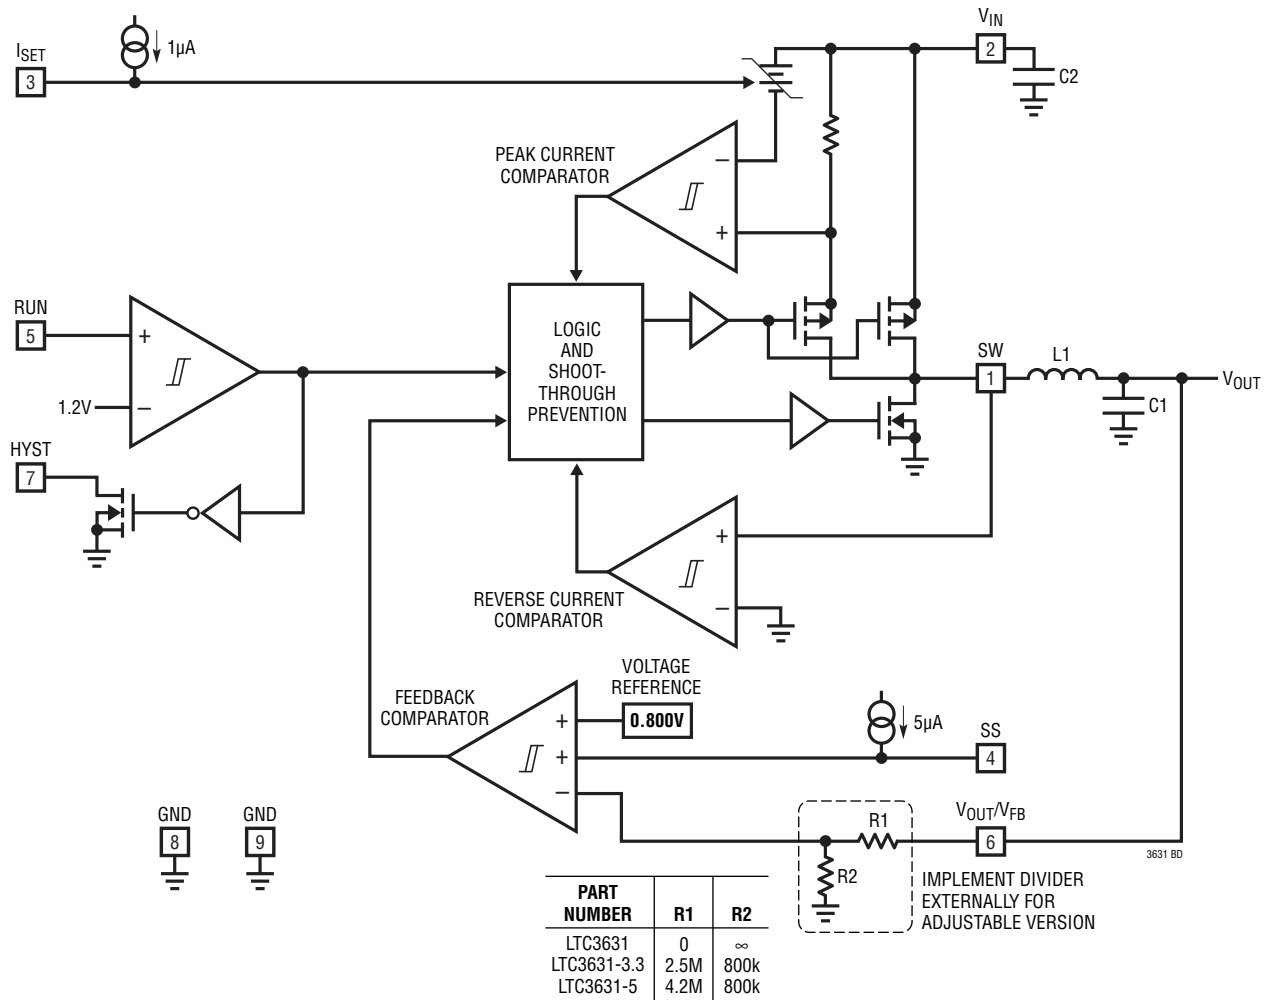 ISET
3
1µA
VIN
2
C2
PEAK CURRENT
COMPARATOR
−
+
RUN
5
+
1.2V
−
LOGIC
AND
SHOOT-
THROUGH
PREVENTION
SW
1
L1
VOUT
C1
HYST
7
+
−
REVERSE CURRENT
COMPARATOR
VOLTAGE
REFERENCE
0.800V
FEEDBACK
COMPARATOR
+
+
−
5µA
SS
4
GND
8
GND
9
R1
R2
VOUT/VFB
6
3631 BD
IMPLEMENT DIVIDER
EXTERNALLY FOR
ADJUSTABLE VERSION
PART
NUMBER R1 R2
LTC3631 0 ∞
LTC3631-3.3 2.5M 800k
LTC3631-5 4.2M 800k